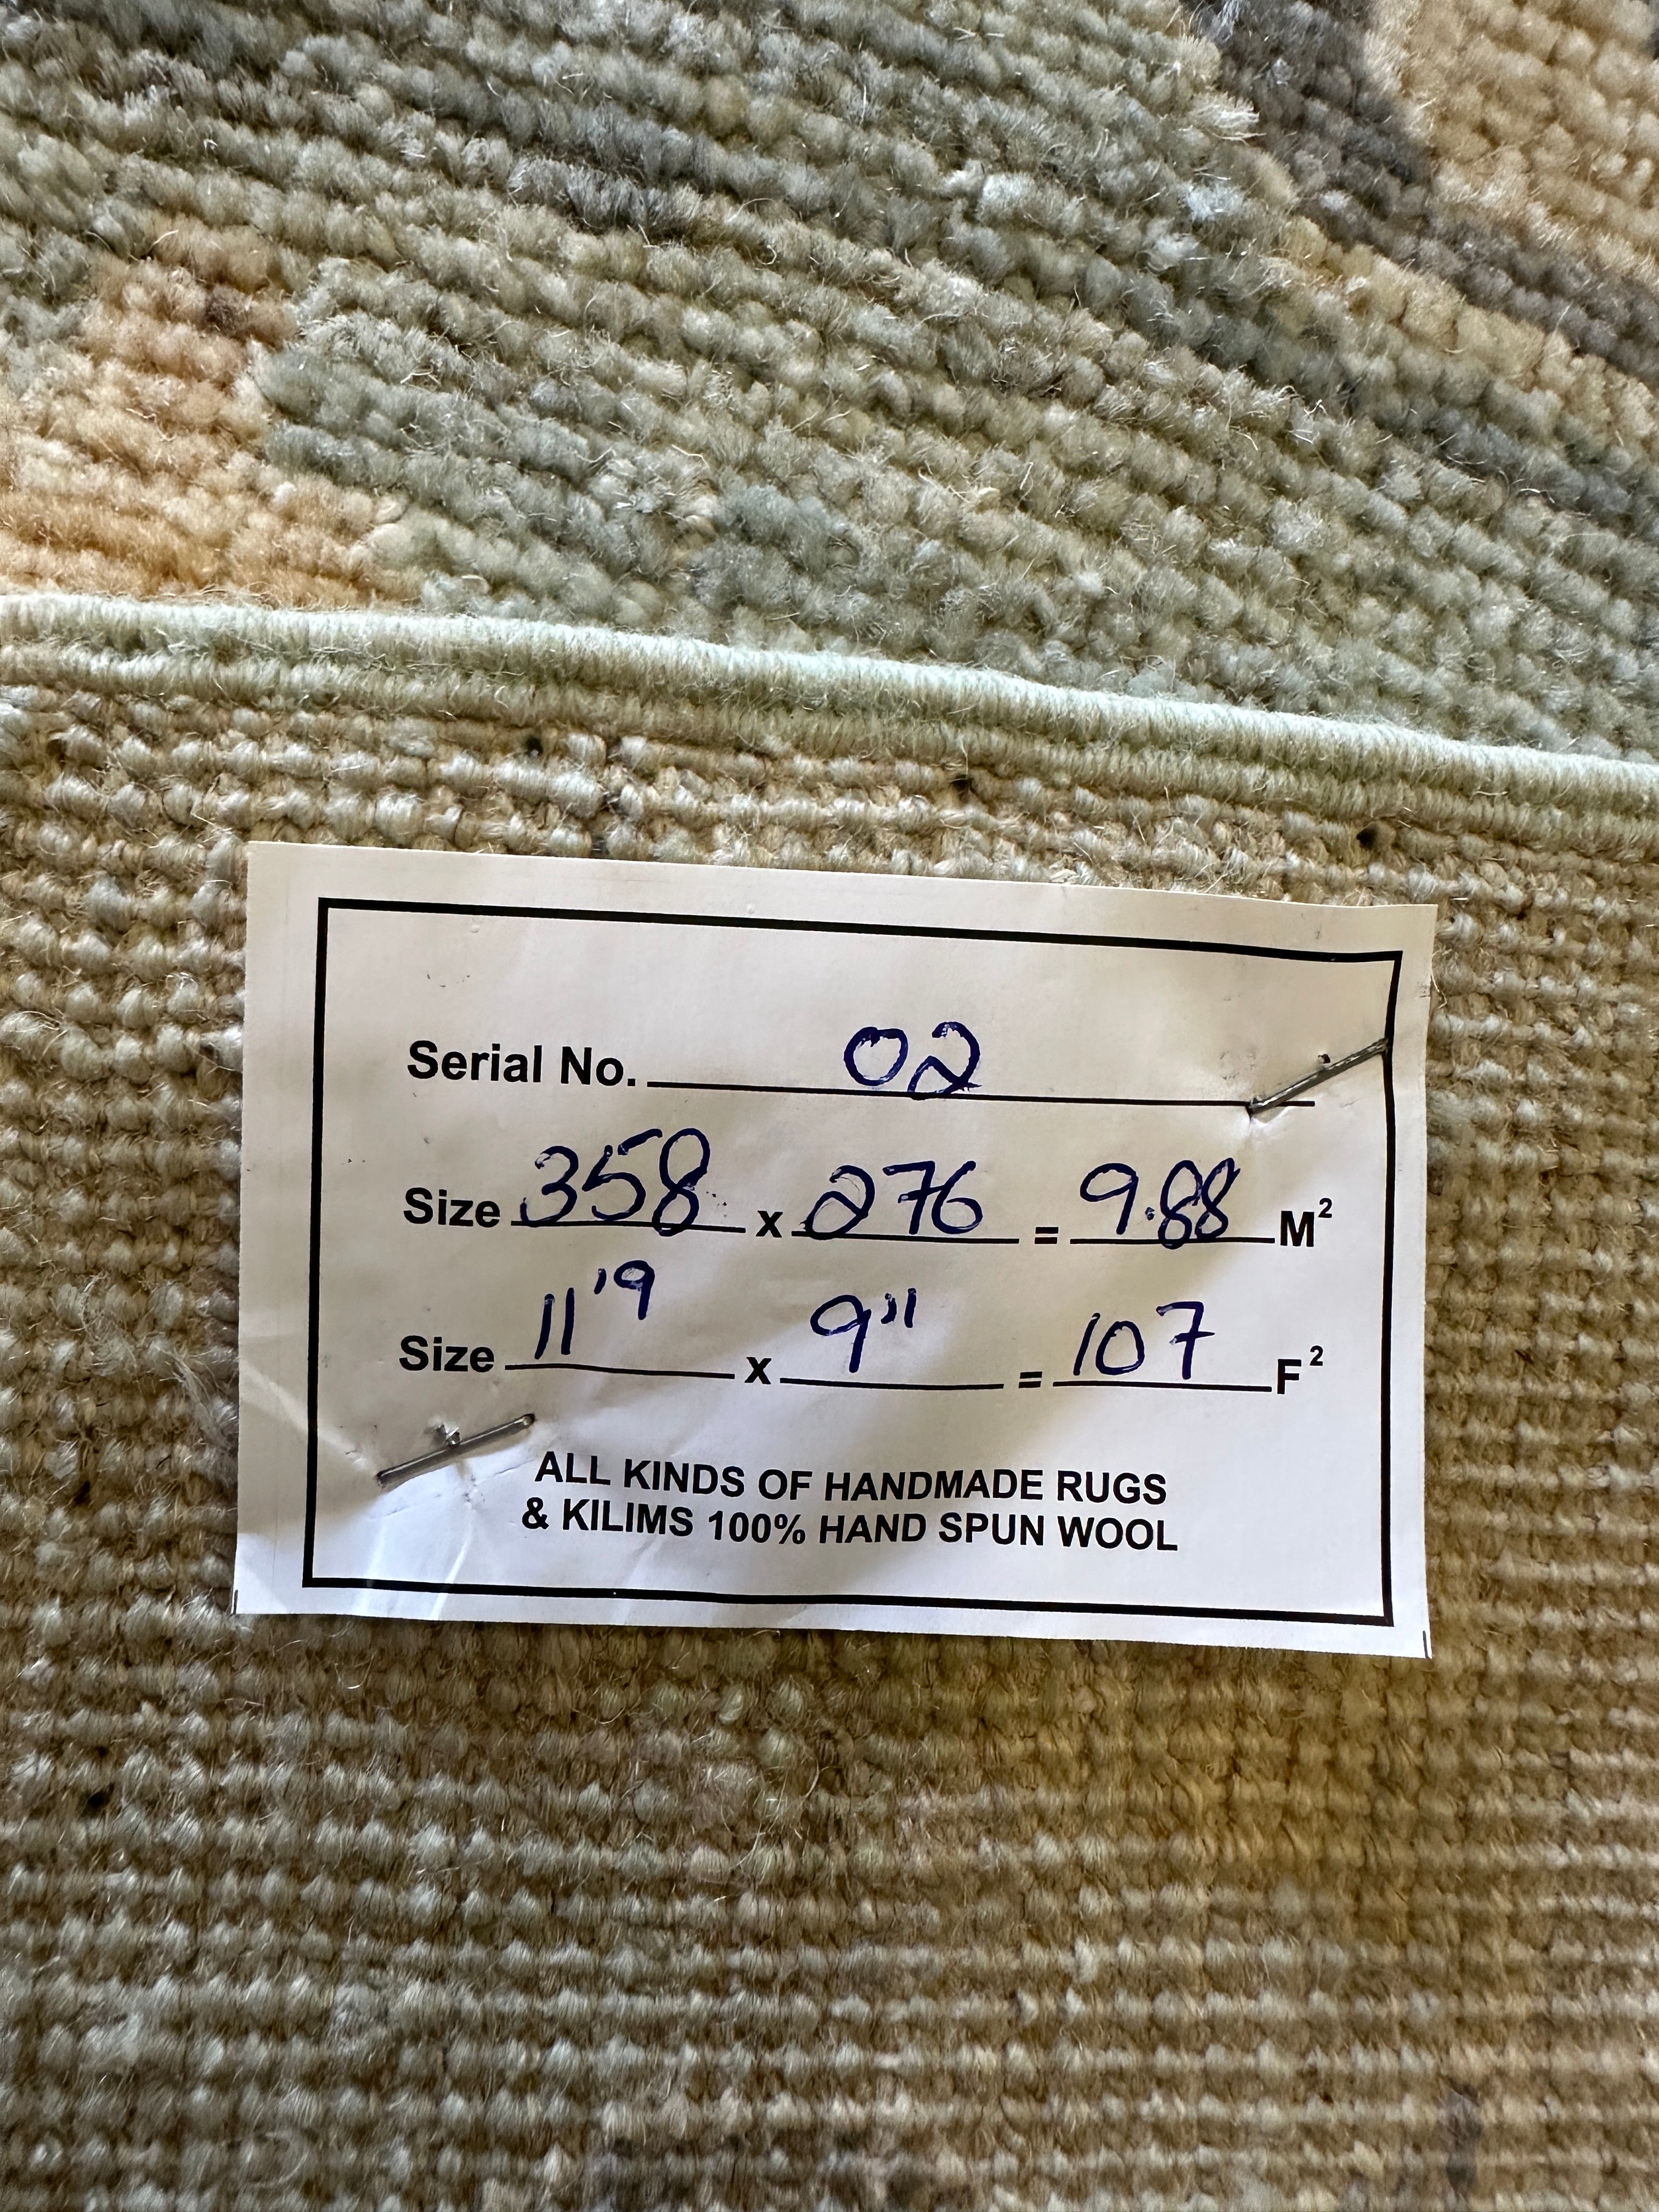 Serial No. 02
Size 358 x 276 = 9.88 M²
Size 11'9 x 9'11 = 107 F²
ALL KINDS OF HANDMADE RUGS
& KILIMS 100% HAND SPUN WOOL